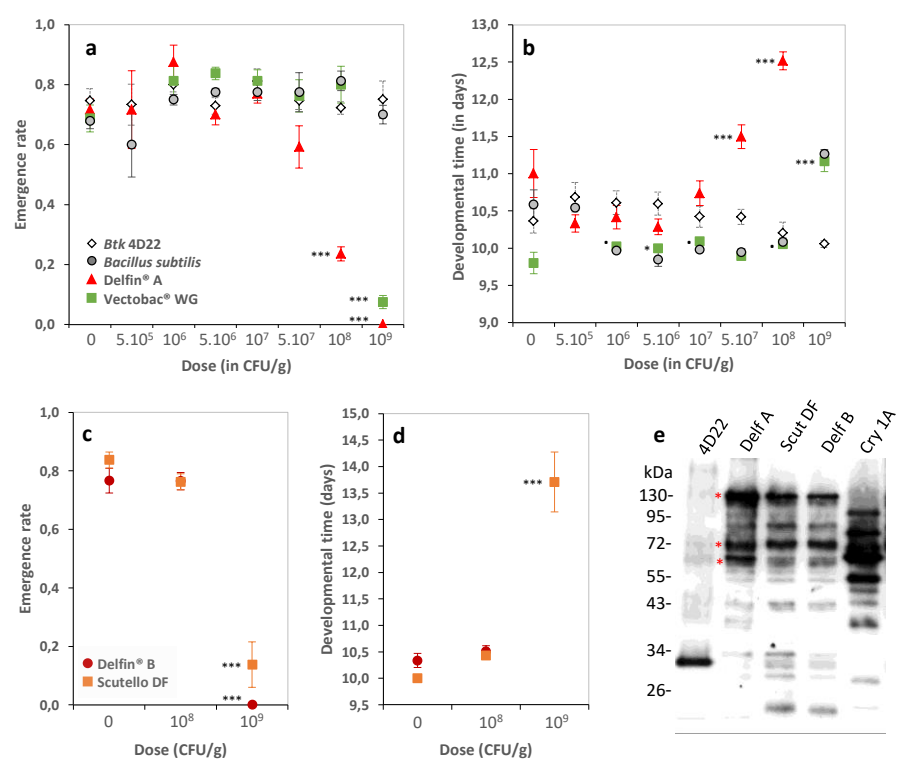 a
Emergence rate
1,0
0,8
0,6
0,4
0,2
0,0
Btk 4D22
Bacillus subtilis
Delfin® A
Vectobac® WG
***
***
***
0 5.10⁵ 10⁶ 5.10⁶ 10⁷ 5.10⁷ 10⁸ 10⁹
Dose (in CFU/g)
b
Developmental time (in days)
13,0
12,5
12,0
11,5
11,0
10,5
10,0
9,5
9,0
***
***
***
*
0 5.10⁵ 10⁶ 5.10⁶ 10⁷ 5.10⁷ 10⁸ 10⁹
Dose (in CFU/g)
c
Emergence rate
1,0
0,8
0,6
0,4
0,2
0,0
Delfin® B
Scutello DF
***
***
0 10⁸ 10⁹
Dose (CFU/g)
d
Developmental time (days)
15,0
14,5
14,0
13,5
13,0
12,5
12,0
11,5
11,0
10,5
10,0
9,5
***
0 10⁸ 10⁹
Dose (CFU/g)
e
4D22 Delf A Scut DF Delf B Cry 1A
kDa
130-
95-
72-
55-
43-
34-
26-
*
*
*